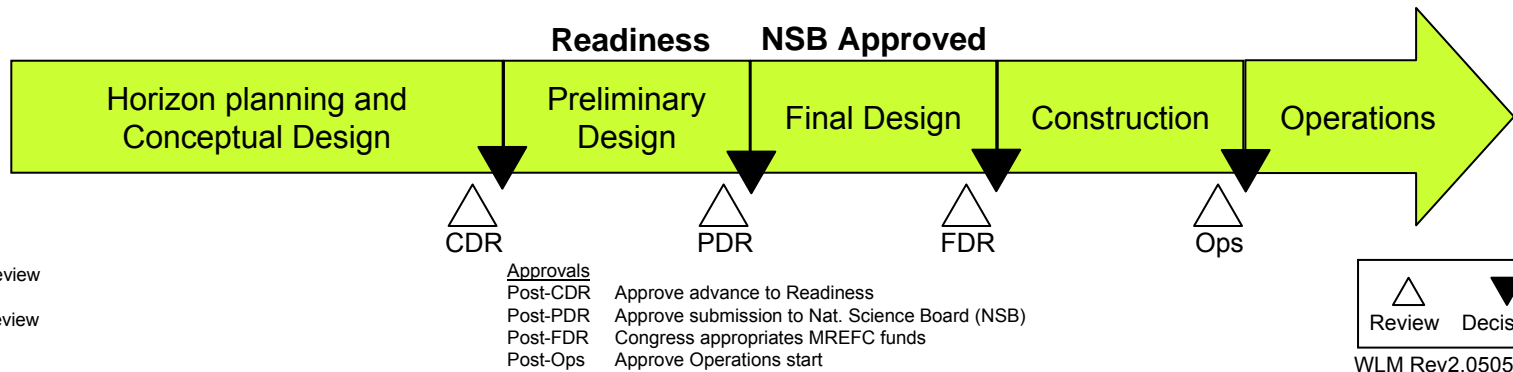 Readiness NSB Approved
Horizon planning and
Conceptual Design
Preliminary
Design
Final Design
Construction
Operations
CDR PDR FDR Ops
Approvals
Post-CDR Approve advance to Readiness
Post-PDR Approve submission to Nat. Science Board (NSB)
Post-FDR Congress appropriates MREFC funds
Post-Ops Approve Operations start
eview
eview
Review Decis
WLM Rev2.0505